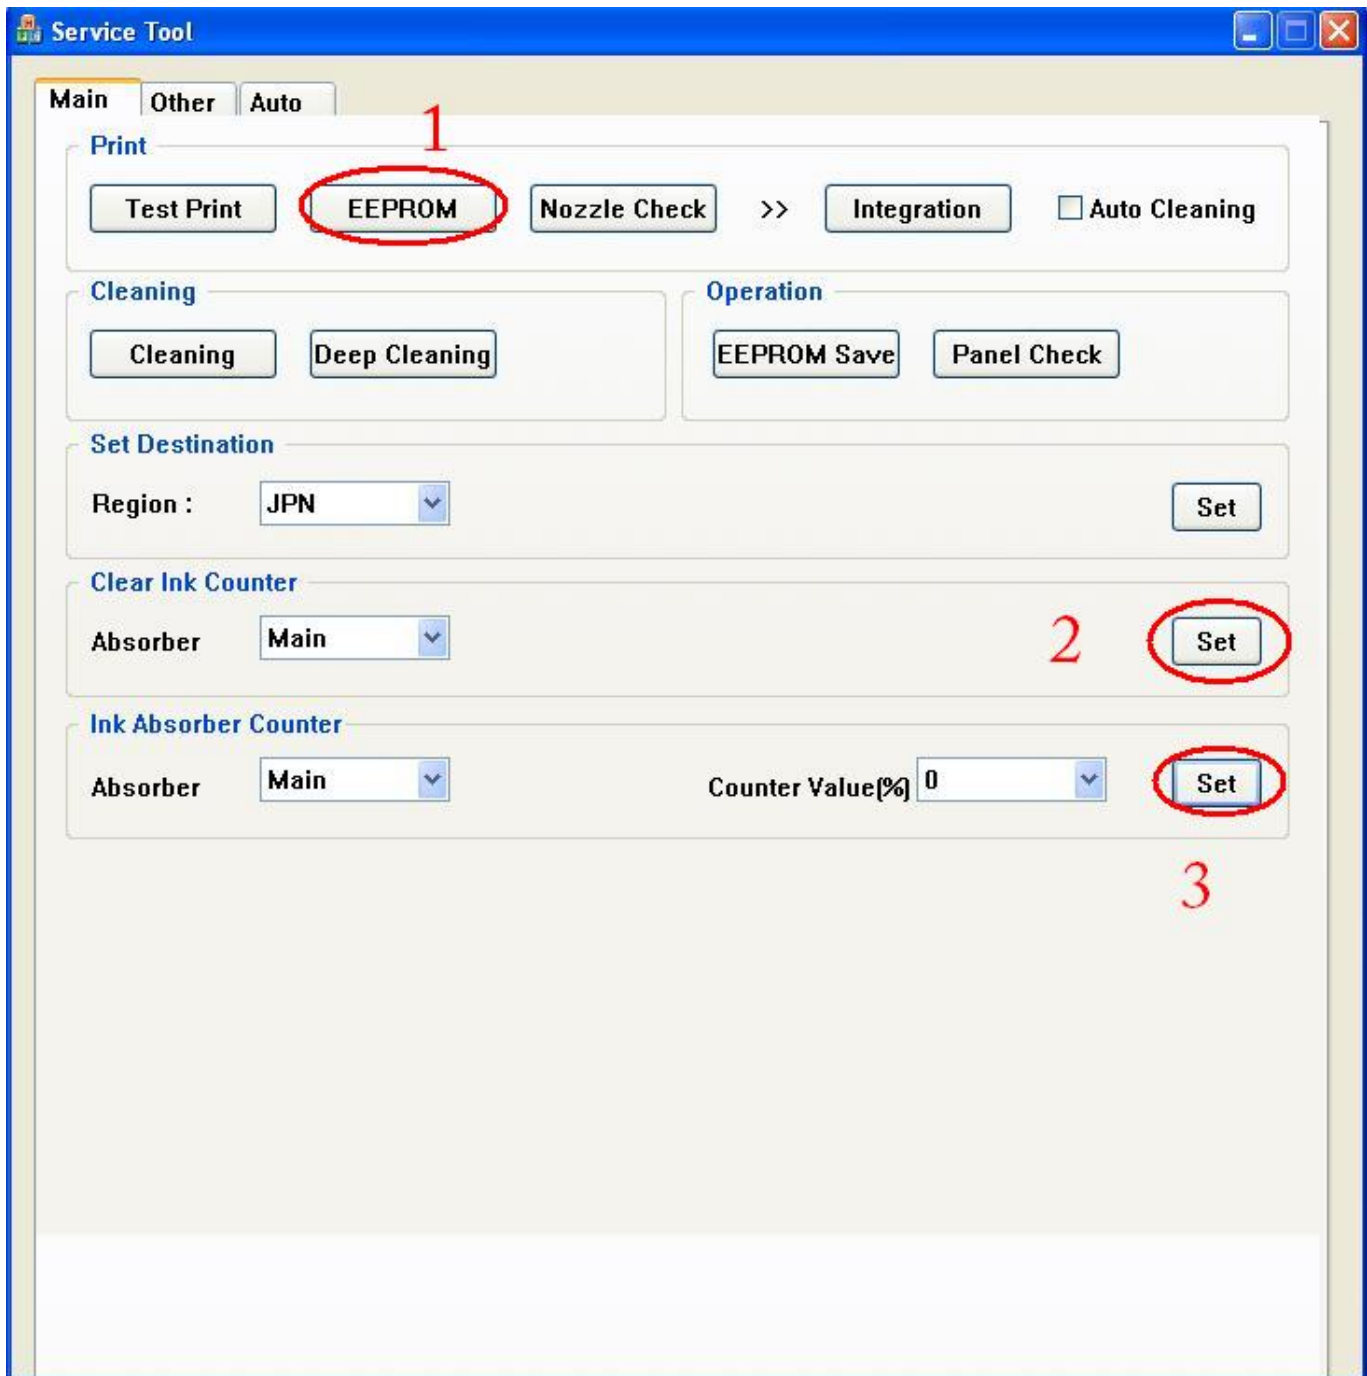 Service Tool
Main Other Auto
1
Print
Test Print EEPROM Nozzle Check >> Integration Auto Cleaning
Cleaning Operation
Cleaning Deep Cleaning EEPROM Save Panel Check
Set Destination
Region : JPN Set
Clear Ink Counter
Absorber Main 2 Set
Ink Absorber Counter
Absorber Main Counter Value(%) 0 Set
3